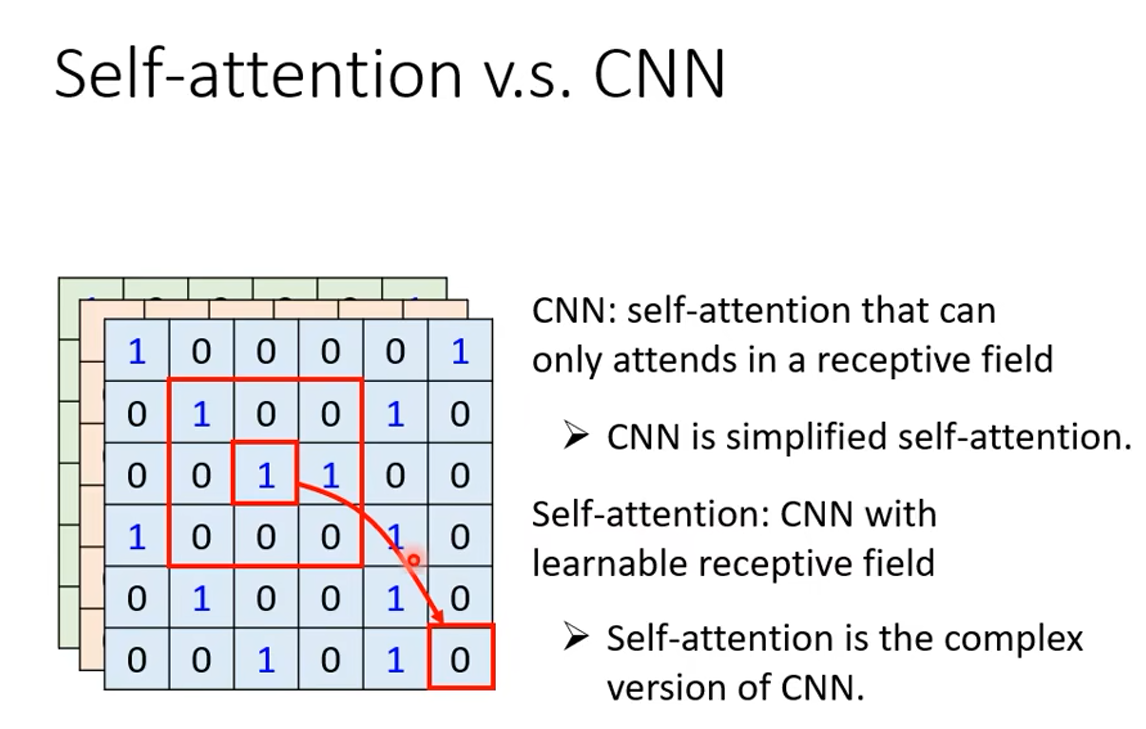 Self-attention v.s. CNN
1 0 0 0 0 1
0 1 0 0 1 0
0 0 1 1 0 0
1 0 0 0 1 0
0 1 0 0 1 0
0 0 1 0 1 0
CNN: self-attention that can
only attends in a receptive field
➢ CNN is simplified self-attention.
Self-attention: CNN with
learnable receptive field
➢ Self-attention is the complex
version of CNN.